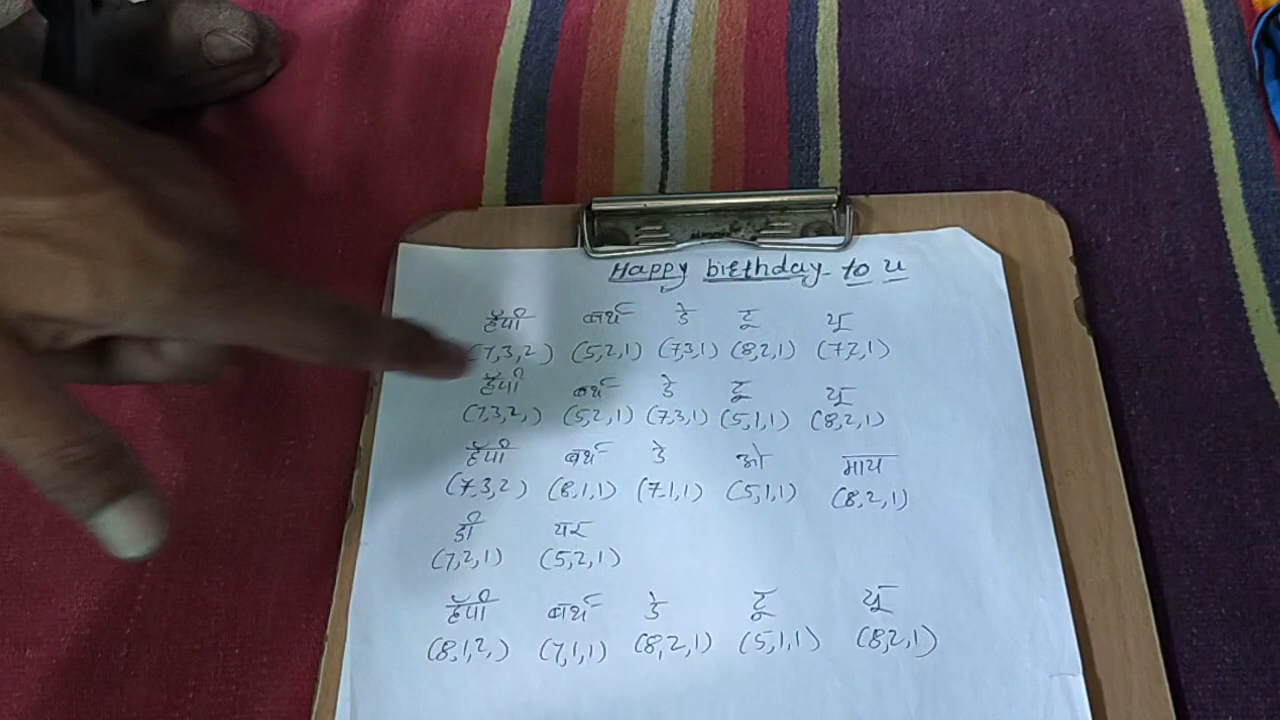 Happy birthday to u
हॅपी बर्थ डे टू यू
(7,3,2) (5,2,1) (7,3,1) (8,2,1) (7,2,1)
हॅपी बर्थ डे टू यू
(7,3,2,) (5,2,1) (7,3,1) (5,1,1) (8,2,1)
हॅपी बर्थ डे ओ माय
(7,3,2) (8,1,1) (7,1,1) (5,1,1) (8,2,1)
डी यर
(7,2,1) (5,2,1)
हॅपी बर्थ डे टू यू
(8,1,2,) (7,1,1) (8,2,1) (5,1,1) (8,2,1)